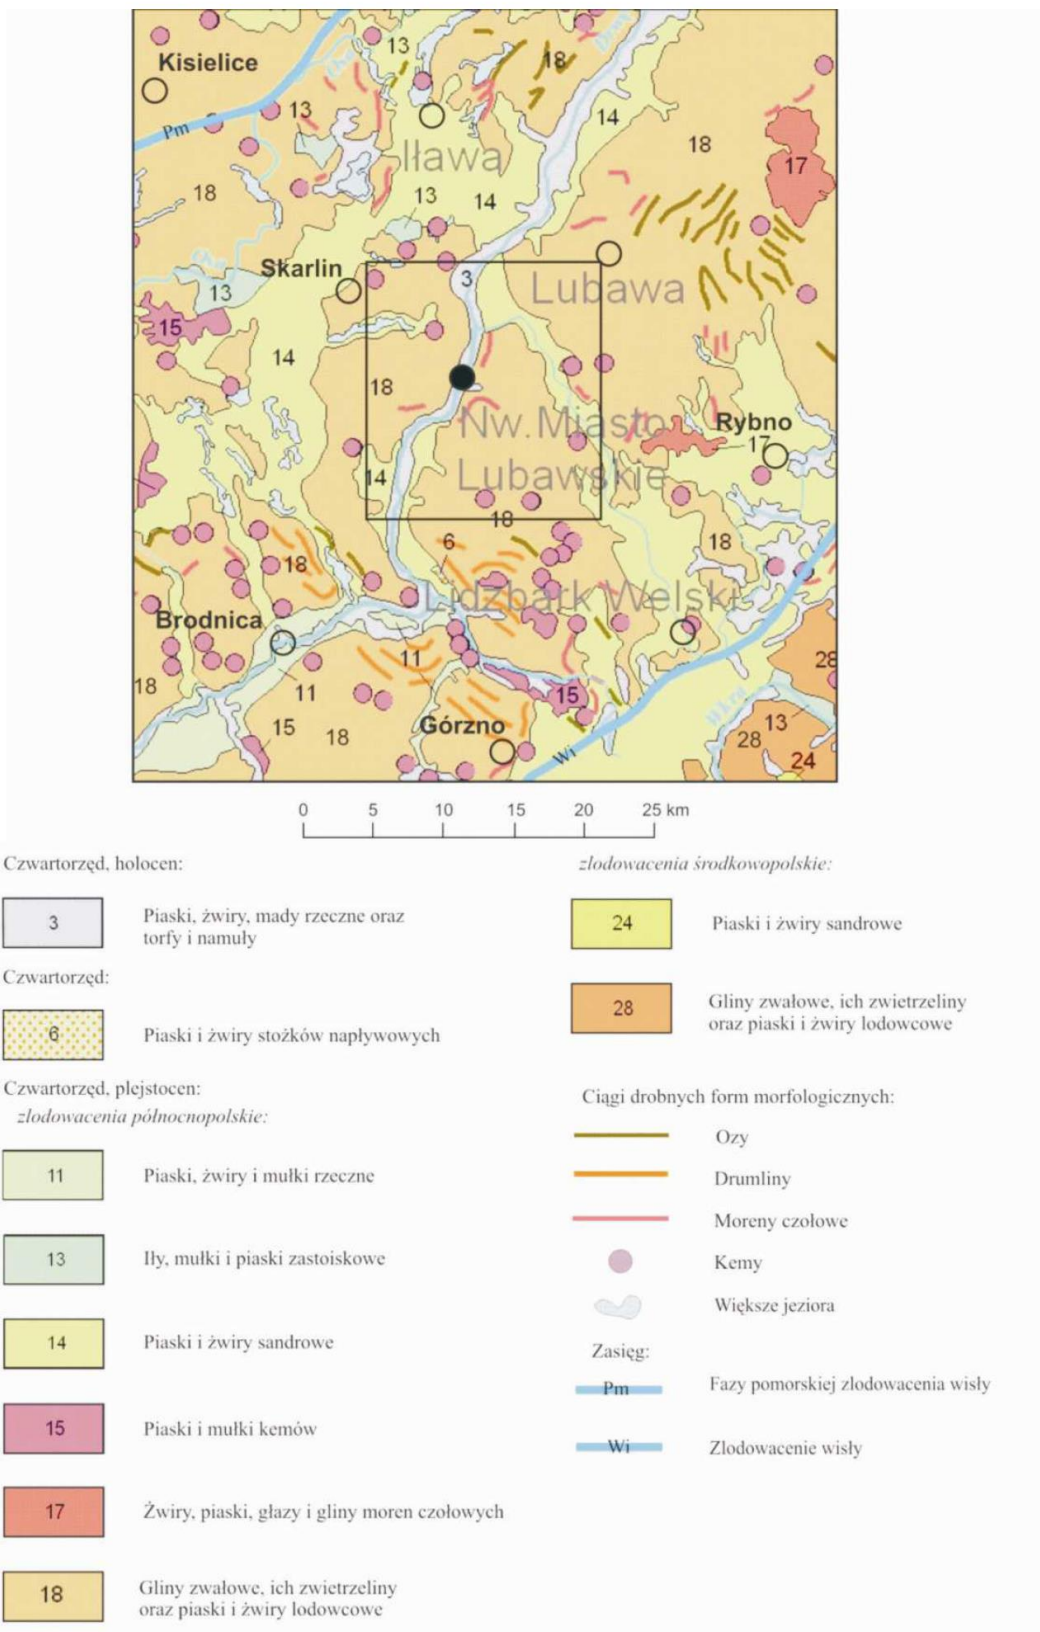 13
18
Kisielice
13
14
Pm
Iława
18
17
18
13
14
Skarlin
3
Lubawa
13
15
14
18
Nw.Miasto
Rybno
17
Lubawskie
14
18
6
18
18
Lidzbark Welski
Brodnica
11
28
18
11
15
Wkra
15
18
Górzno
13
28
Wi
24
0 5 10 15 20 25 km
Czwartorzęd, holocen:
3 Piaski, żwiry, mady rzeczne oraz
torfy i namuły
Czwartorzęd:
6 Piaski i żwiry stożków napływowych
Czwartorzęd, plejstocen:
zlodowacenia północnopolskie:
11 Piaski, żwiry i mułki rzeczne
13 Iły, mułki i piaski zastoiskowe
14 Piaski i żwiry sandrowe
15 Piaski i mułki kemów
17 Żwiry, piaski, głazy i gliny moren czołowych
18 Gliny zwałowe, ich zwietrzeliny
oraz piaski i żwiry lodowcowe
zlodowacenia środkowopolskie:
24 Piaski i żwiry sandrowe
28 Gliny zwałowe, ich zwietrzeliny
oraz piaski i żwiry lodowcowe
Ciągi drobnych form morfologicznych:
Ozy
Drumliny
Moreny czołowe
Kemy
Większe jeziora
Zasięg:
Pm Fazy pomorskiej zlodowacenia wisły
Wi Zlodowacenie wisły